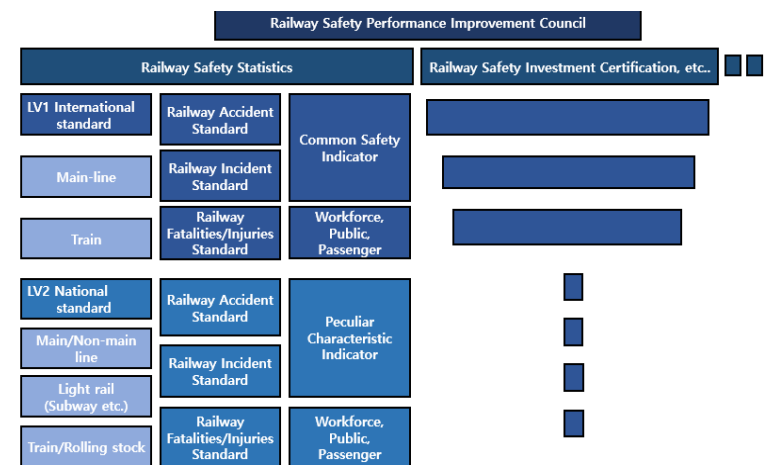 Railway Safety Performance Improvement Council
Railway Safety Statistics
Railway Safety Investment Certification, etc..
LV1 International
standard
Railway Accident
Standard
Common Safety
Indicator
Main-line
Railway Incident
Standard
Train
Railway
Fatalities/Injuries
Standard
Workforce,
Public,
Passenger
LV2 National
standard
Railway Accident
Standard
Peculiar
Characteristic
Indicator
Main/Non-main
line
Railway Incident
Standard
Light rail
(Subway etc.)
Train/Rolling stock
Railway
Fatalities/Injuries
Standard
Workforce,
Public,
Passenger